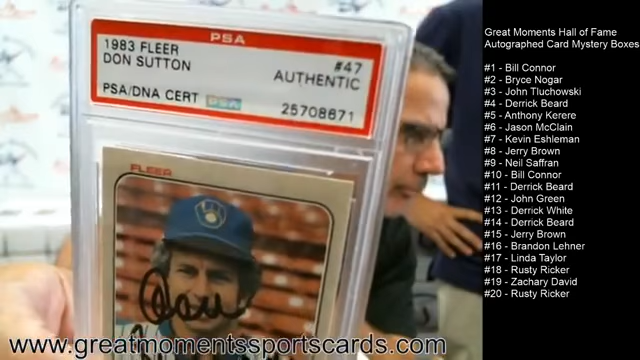 PSA
1983 FLEER #47
DON SUTTON AUTHENTIC
PSA/DNA CERT PSA 25708671
FLEER
Don
www.greatmomentssportscards.com
Great Moments Hall of Fame
Autographed Card Mystery Boxes
#1 - Bill Connor
#2 - Bryce Nogar
#3 - John Tluchowski
#4 - Derrick Beard
#5 - Anthony Kerere
#6 - Jason McClain
#7 - Kevin Eshleman
#8 - Jerry Brown
#9 - Neil Saffran
#10 - Bill Connor
#11 - Derrick Beard
#12 - John Green
#13 - Derrick White
#14 - Derrick Beard
#15 - Jerry Brown
#16 - Brandon Lehner
#17 - Linda Taylor
#18 - Rusty Ricker
#19 - Zachary David
#20 - Rusty Ricker